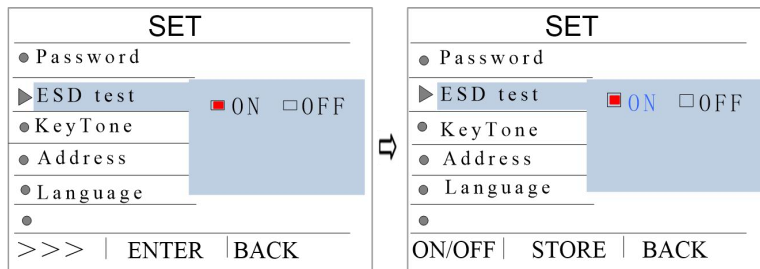 SET
Password
ESD test
ON OFF
KeyTone
Address
Language
>>> ENTER BACK
SET
Password
ESD test
ON OFF
KeyTone
Address
Language
ON/OFF STORE BACK